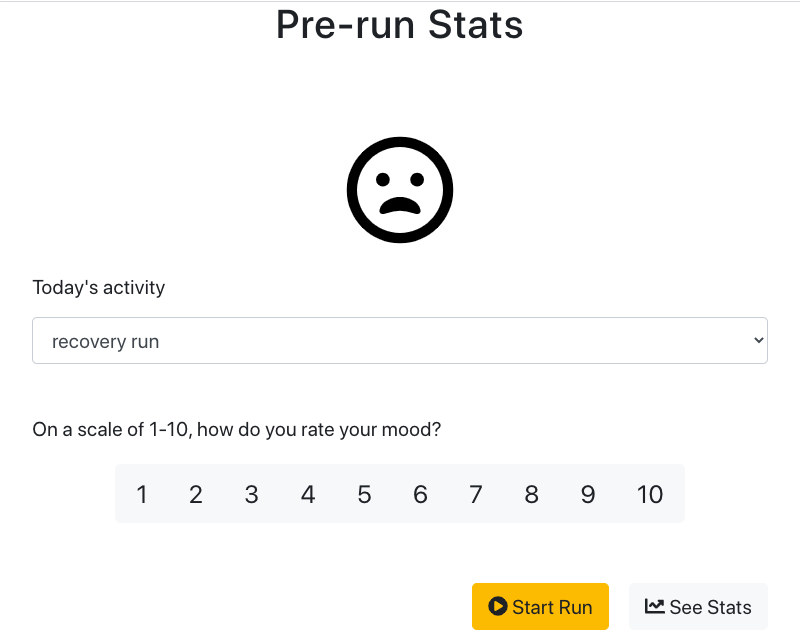 Pre-run Stats
Today's activity
recovery run
On a scale of 1-10, how do you rate your mood?
1 2 3 4 5 6 7 8 9 10
Start Run See Stats